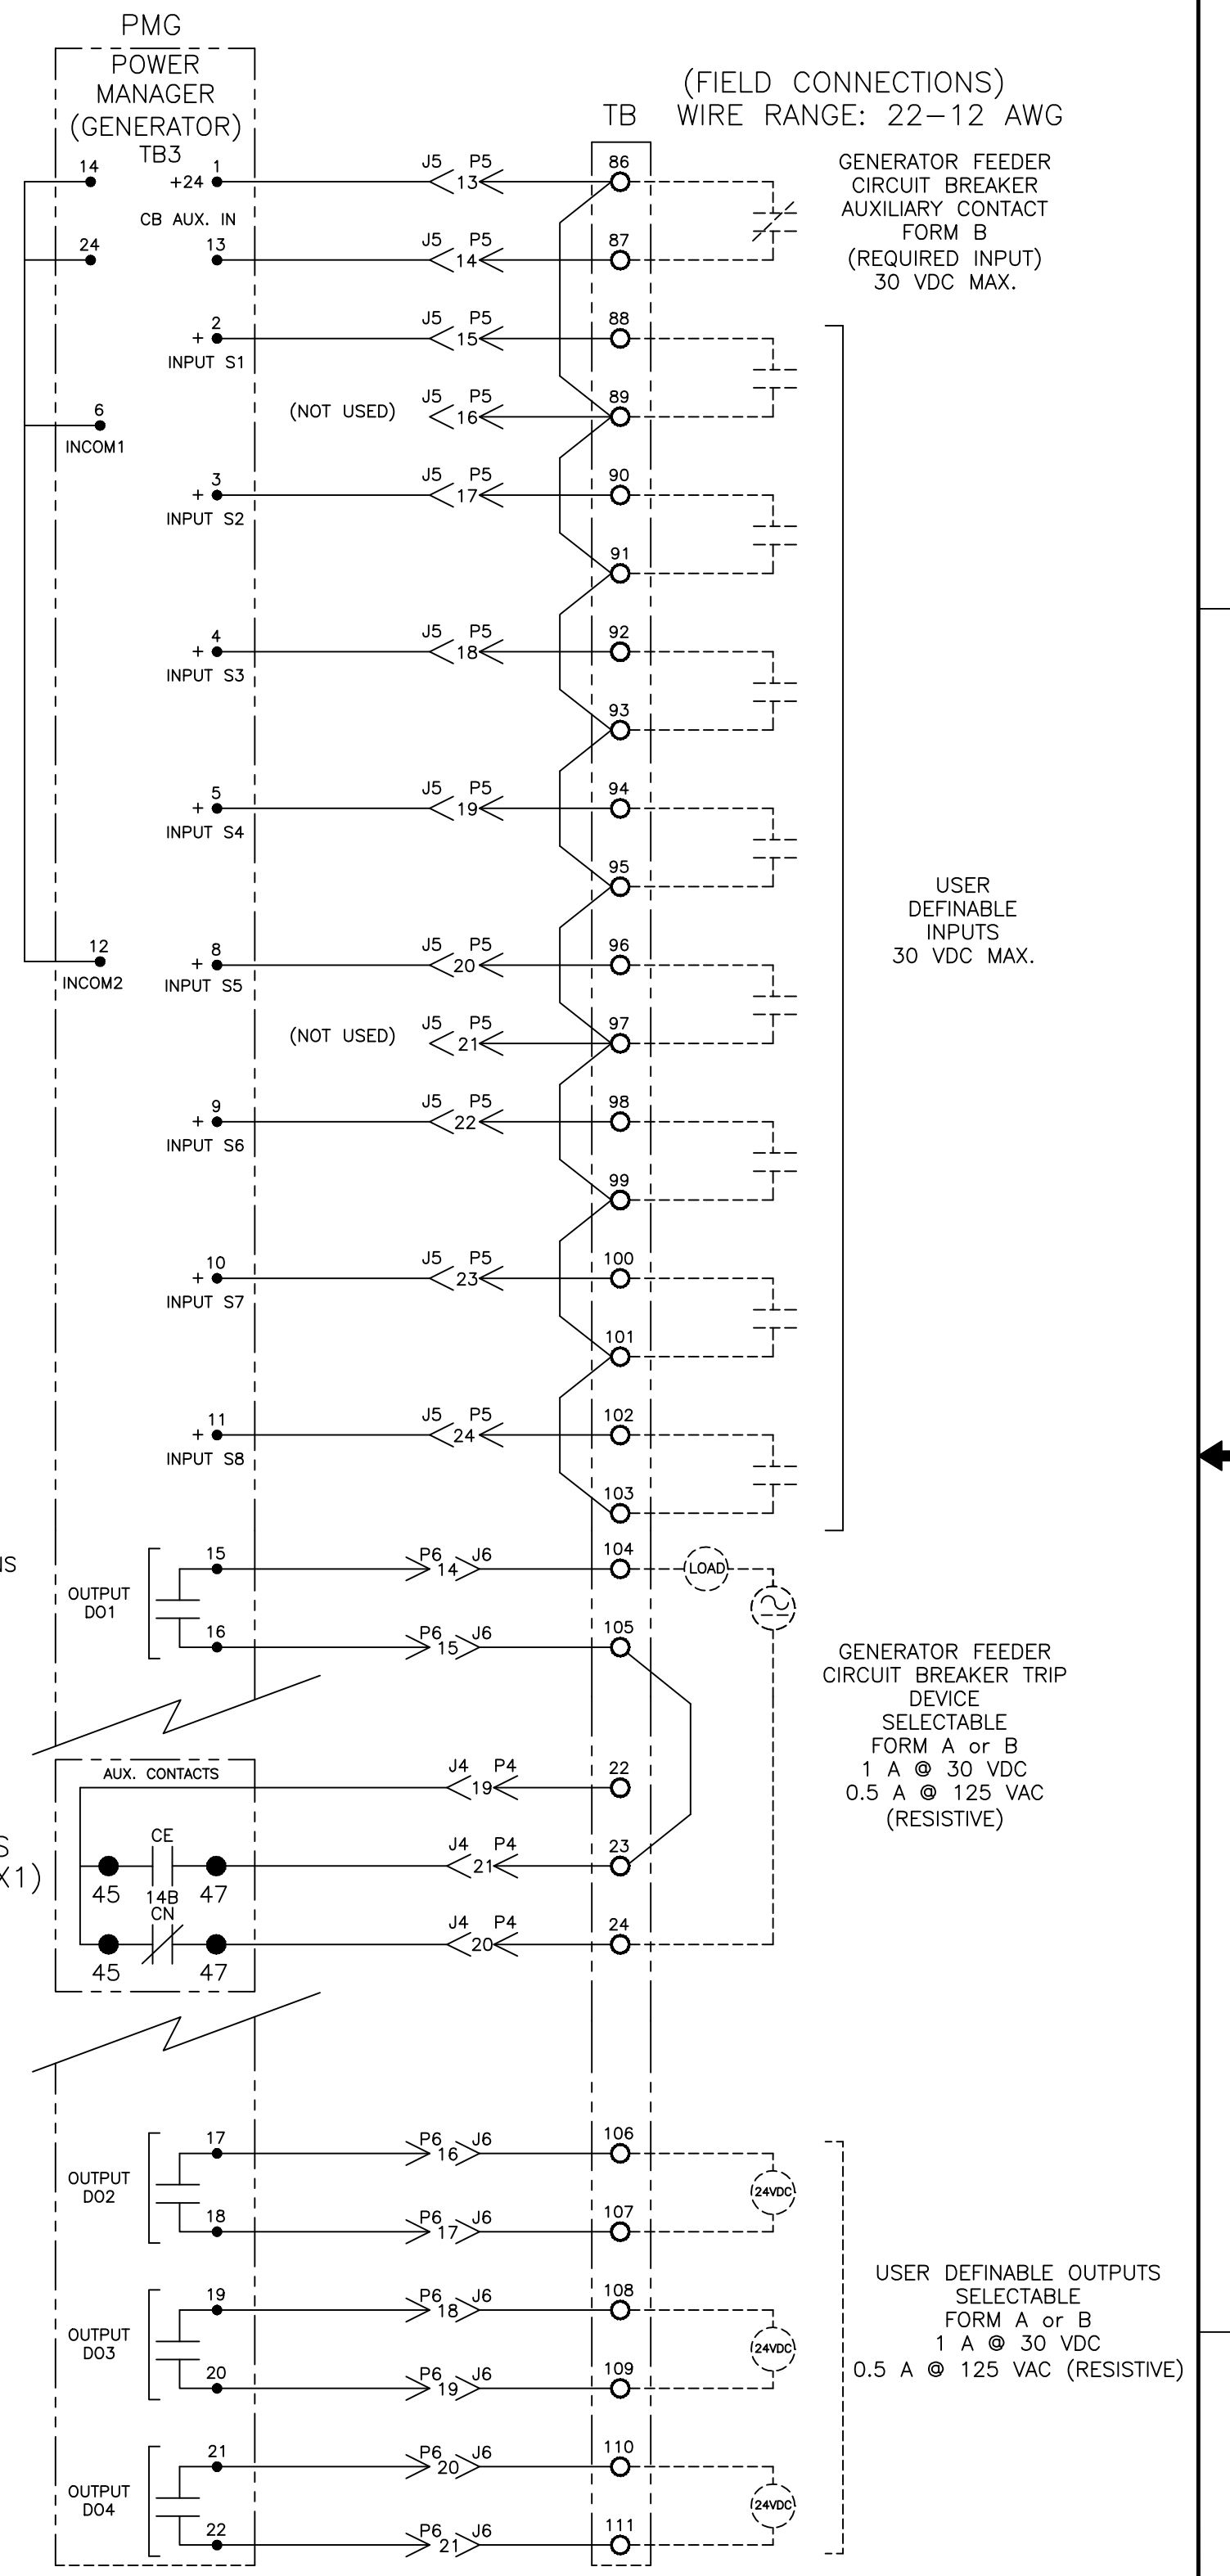 PMG
POWER
MANAGER
(GENERATOR)
TB3
(FIELD CONNECTIONS)
TB WIRE RANGE: 22-12 AWG
14 +24 1 J5 P5 13 86
GENERATOR FEEDER
CIRCUIT BREAKER
AUXILIARY CONTACT
FORM B
(REQUIRED INPUT)
30 VDC MAX.
CB AUX. IN
24 13 J5 P5 14 87
+ 2 J5 P5 15 88
INPUT S1
(NOT USED) J5 P5 16 89
6
INCOM1
+ 3 J5 P5 17 90
INPUT S2
91
+ 4 J5 P5 18 92
INPUT S3
93
+ 5 J5 P5 19 94
INPUT S4
95
USER
DEFINABLE
INPUTS
30 VDC MAX.
12
INCOM2
+ 8 J5 P5 20 96
INPUT S5
(NOT USED) J5 P5 21 97
+ 9 J5 P5 22 98
INPUT S6
99
+ 10 J5 P5 23 100
INPUT S7
101
+ 11 J5 P5 24 102
INPUT S8
103
15 P6 14 J6 104 LOAD
OUTPUT
DO1
16 P6 15 J6 105
GENERATOR FEEDER
CIRCUIT BREAKER TRIP
DEVICE
SELECTABLE
FORM A or B
1 A @ 30 VDC
0.5 A @ 125 VAC
(RESISTIVE)
AUX. CONTACTS J4 P4 19 22
X1)
CE
45 47 J4 P4 21 23
14B
CN
45 47 J4 P4 20 24
17 P6 16 J6 106
OUTPUT
DO2
24VDC
18 P6 17 J6 107
19 P6 18 J6 108
OUTPUT
DO3
24VDC
20 P6 19 J6 109
USER DEFINABLE OUTPUTS
SELECTABLE
FORM A or B
1 A @ 30 VDC
0.5 A @ 125 VAC (RESISTIVE)
21 P6 20 J6 110
OUTPUT
DO4
24VDC
22 P6 21 J6 111